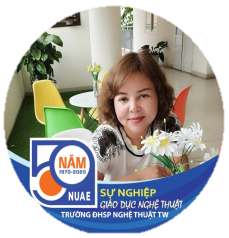 50
NĂM
1970-2020
NUAE
SỰ NGHIỆP
GIÁO DỤC NGHỆ THUẬT
TRƯỜNG ĐHSP NGHỆ THUẬT TW